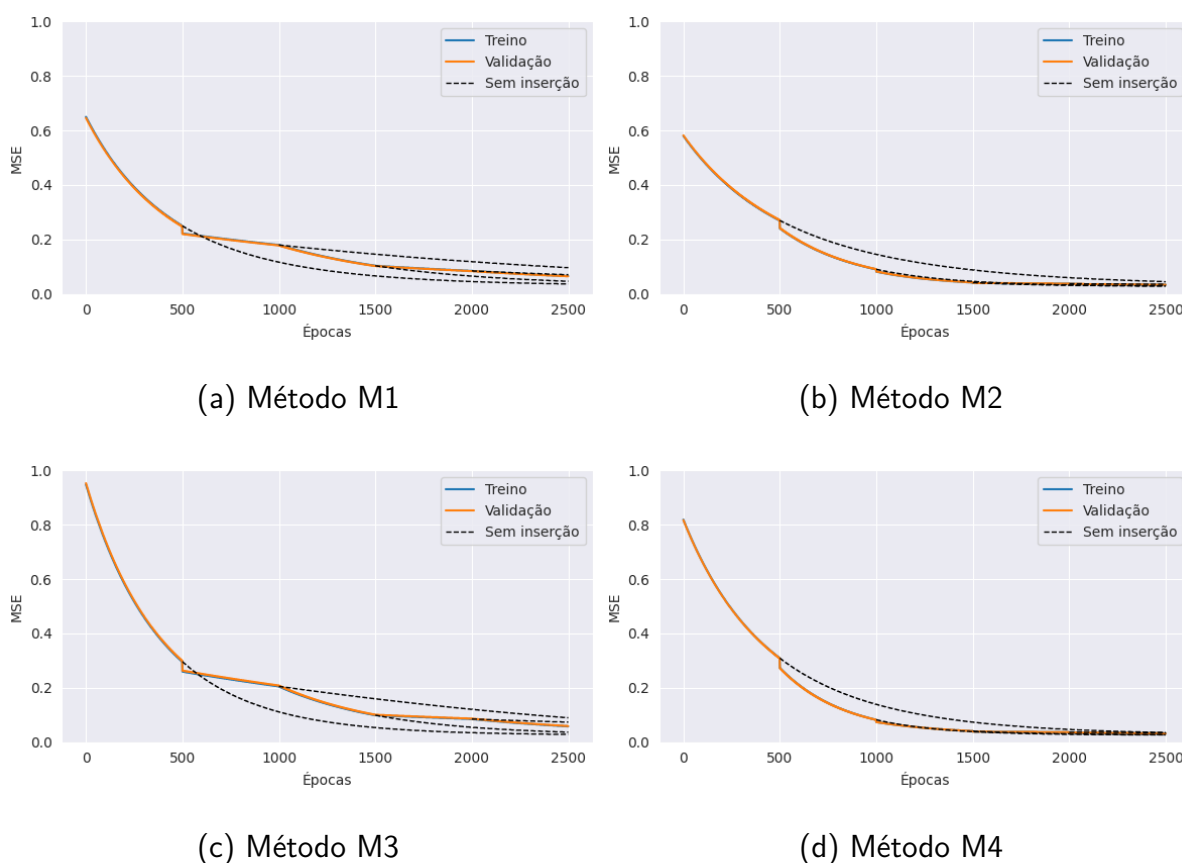 1.0
0.8
0.6
0.4
0.2
0.0
MSE
0
500
1000
1500
2000
2500
Épocas
Treino
Validação
Sem inserção
(a) Método M1
1.0
0.8
0.6
0.4
0.2
0.0
MSE
0
500
1000
1500
2000
2500
Épocas
Treino
Validação
Sem inserção
(b) Método M2
1.0
0.8
0.6
0.4
0.2
0.0
MSE
0
500
1000
1500
2000
2500
Épocas
Treino
Validação
Sem inserção
(c) Método M3
1.0
0.8
0.6
0.4
0.2
0.0
MSE
0
500
1000
1500
2000
2500
Épocas
Treino
Validação
Sem inserção
(d) Método M4